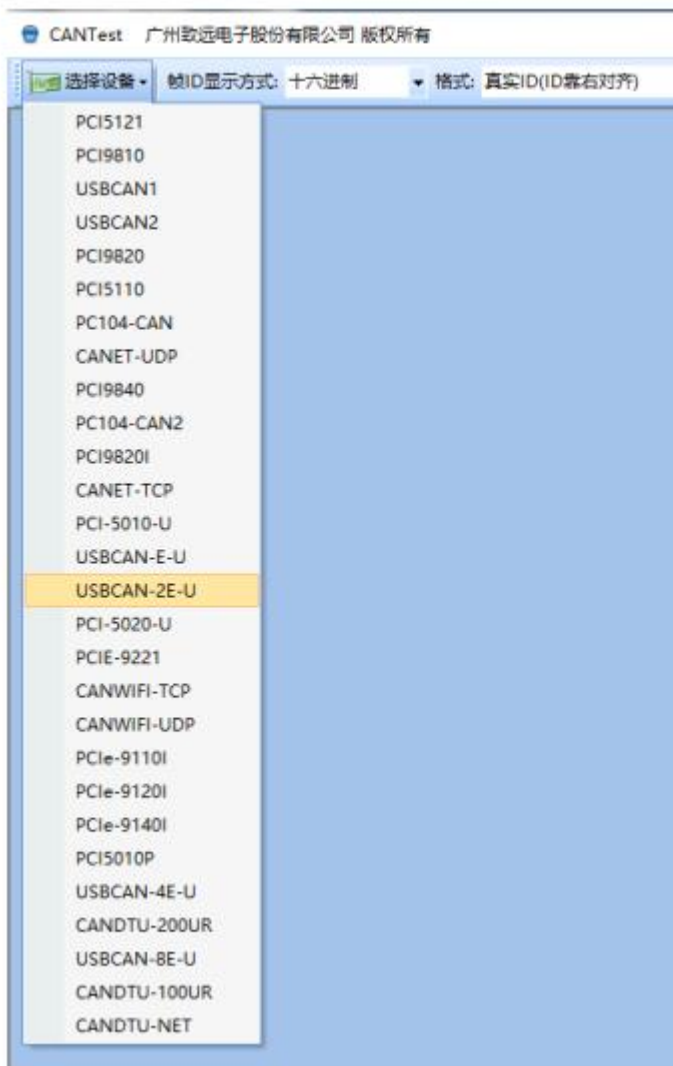 CANTest 广州致远电子股份有限公司 版权所有
选择设备 帧ID显示方式: 十六进制 格式: 真实ID(ID靠右对齐)
PCI5121
PCI9810
USBCAN1
USBCAN2
PCI9820
PCI5110
PC104-CAN
CANET-UDP
PCI9840
PC104-CAN2
PCI9820I
CANET-TCP
PCI-5010-U
USBCAN-E-U
USBCAN-2E-U
PCI-5020-U
PCIE-9221
CANWIFI-TCP
CANWIFI-UDP
PCIe-9110I
PCIe-9120I
PCIe-9140I
PCI5010P
USBCAN-4E-U
CANDTU-200UR
USBCAN-8E-U
CANDTU-100UR
CANDTU-NET